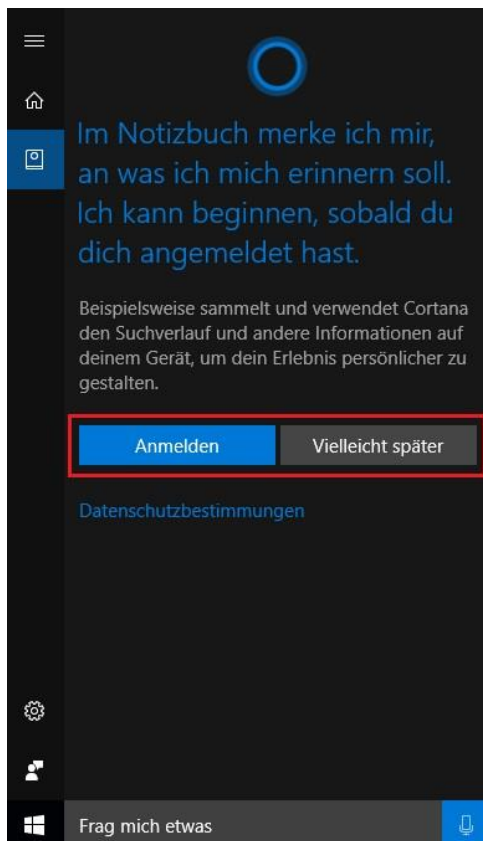 Im Notizbuch merke ich mir,
an was ich mich erinnern soll.
Ich kann beginnen, sobald du
dich angemeldet hast.
Beispielsweise sammelt und verwendet Cortana
den Suchverlauf und andere Informationen auf
deinem Gerät, um dein Erlebnis persönlicher zu
gestalten.
Anmelden
Vielleicht später
Datenschutzbestimmungen
Frag mich etwas